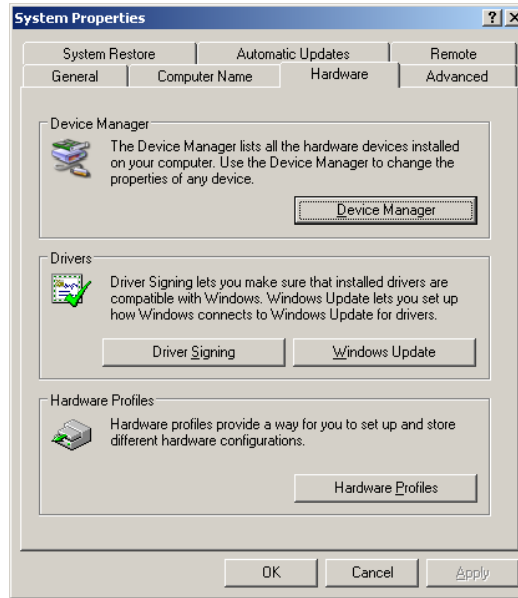 System Properties
System Restore Automatic Updates Remote
General Computer Name Hardware Advanced
Device Manager
The Device Manager lists all the hardware devices installed
on your computer. Use the Device Manager to change the
properties of any device.
Device Manager
Drivers
Driver Signing lets you make sure that installed drivers are
compatible with Windows. Windows Update lets you set up
how Windows connects to Windows Update for drivers.
Driver Signing Windows Update
Hardware Profiles
Hardware profiles provide a way for you to set up and store
different hardware configurations.
Hardware Profiles
OK Cancel Apply